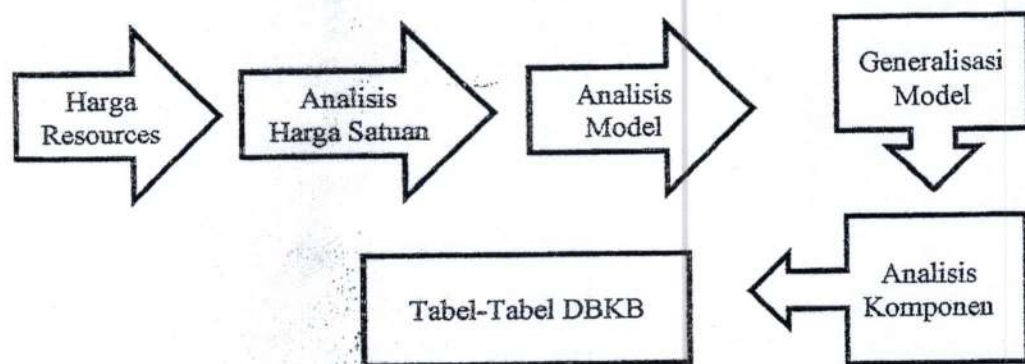 Harga
Resources
Analisis
Harga Satuan
Analisis
Model
Generalisasi
Model
Analisis
Komponen
Tabel-Tabel DBKB